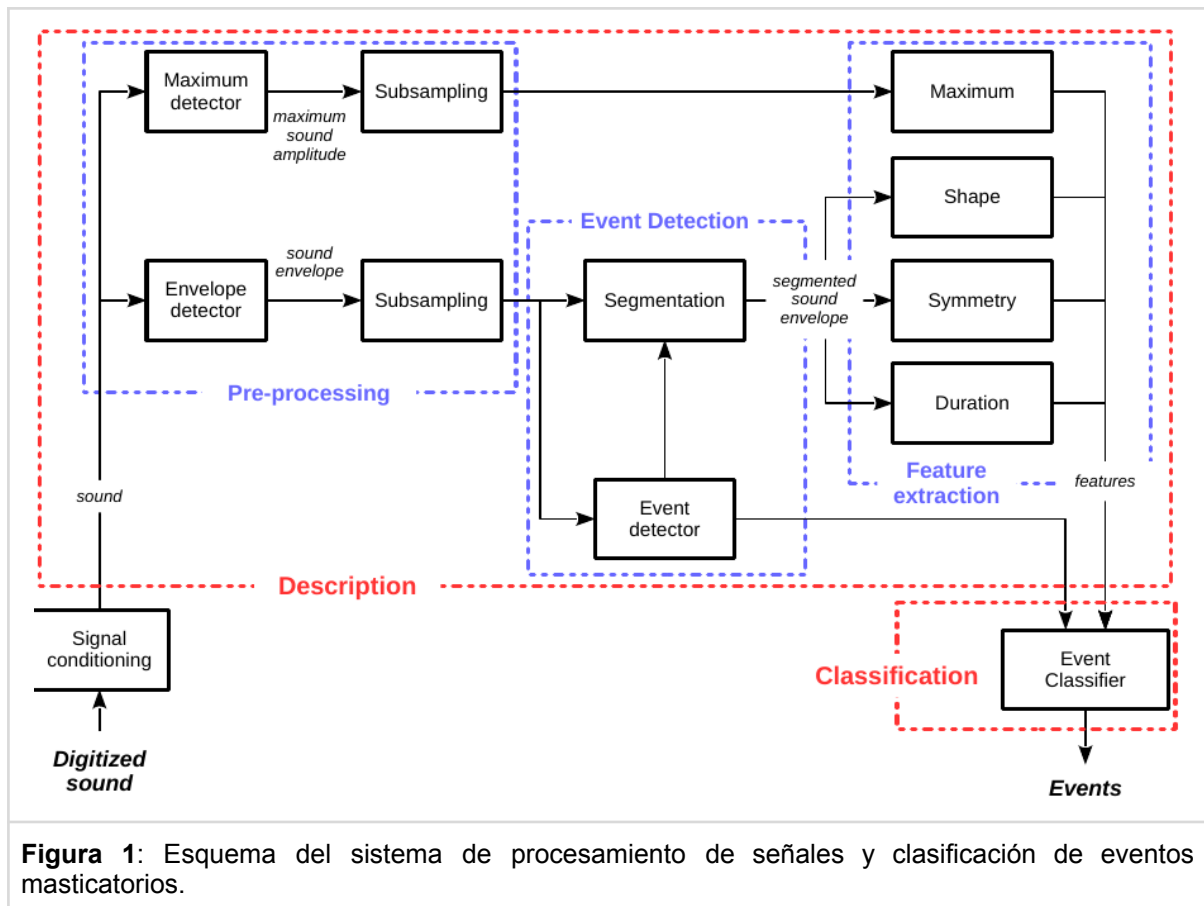 Maximum
detector
maximum
sound
amplitude
Subsampling
Maximum
Shape
Event Detection
sound
envelope
Envelope
detector
Subsampling
Segmentation
segmented
sound
envelope
Symmetry
Pre-processing
Duration
Feature
extraction
features
sound
Event
detector
Description
Signal
conditioning
Classification
Event
Classifier
Digitized
sound
Events
Figura 1: Esquema del sistema de procesamiento de señales y clasificación de eventos
masticatorios.